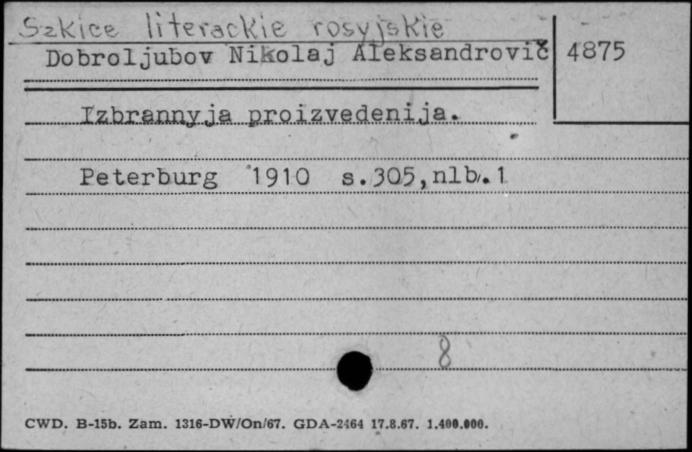 Szkice literackie rosyjskie
Dobroljubov Nikolaj Aleksandrovič 4875
Izbrannyja proizvedenija.
Peterburg 1910 s.305,nlb.1
8
CWD. B-15b. Zam. 1316-DW/On/67. GDA-2464 17.8.67. 1.400.000.